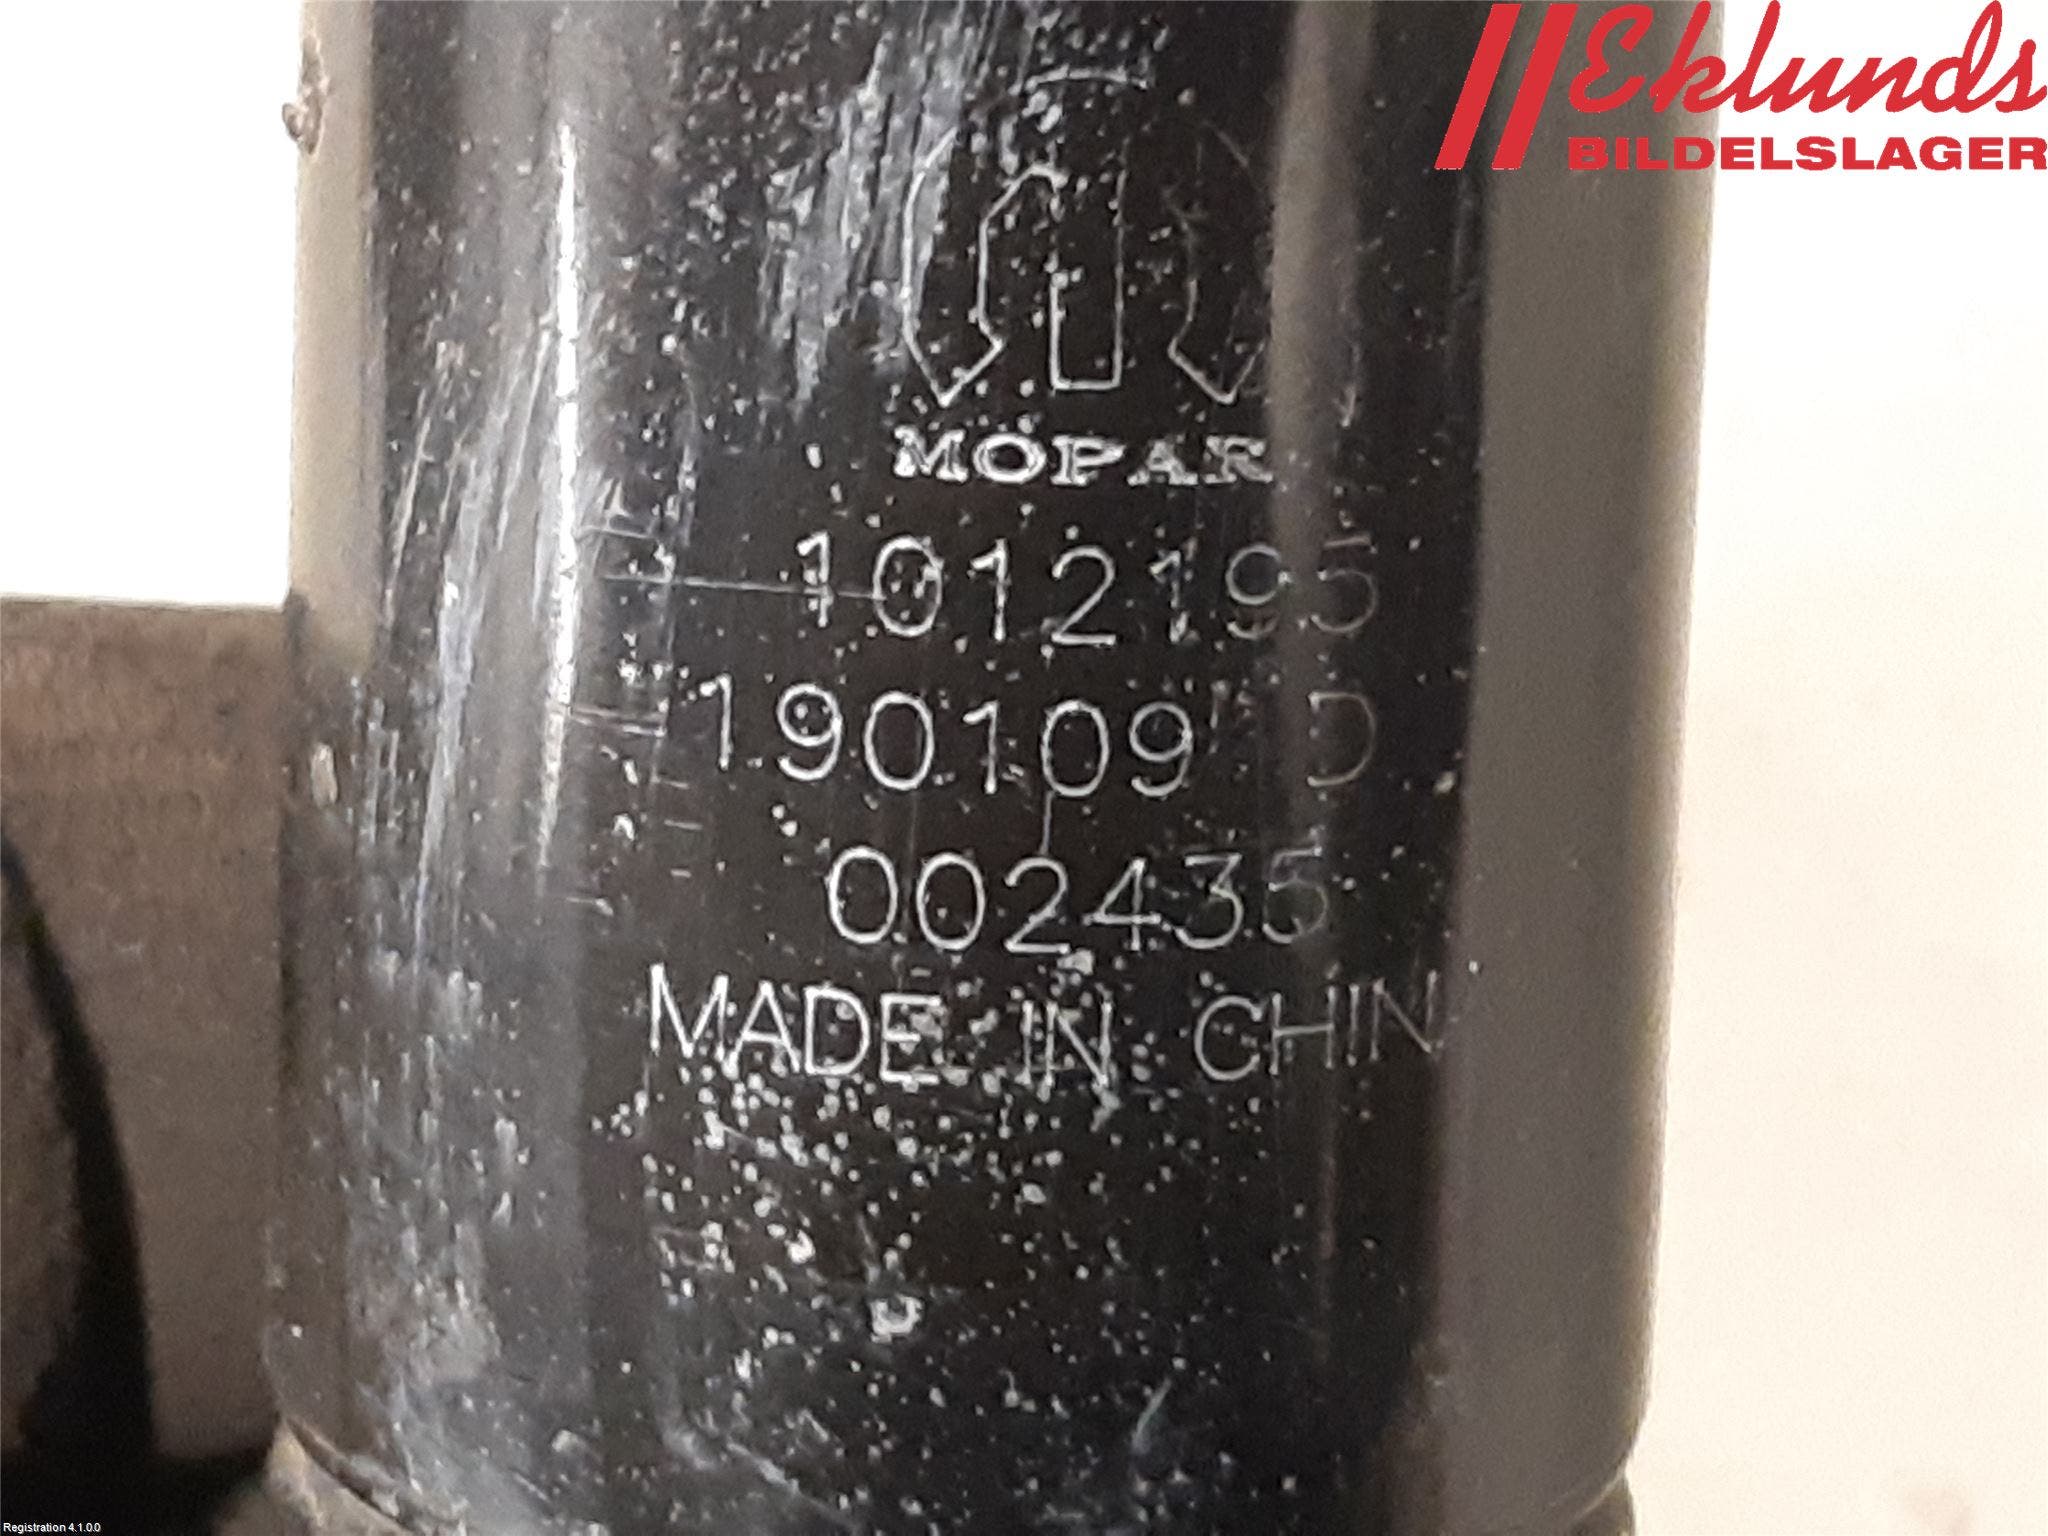 Eklunds
BILDELSLAGER
MOPAR
1012195
190109 D
002435
MADE IN CHIN
Registration 4.1.0.0